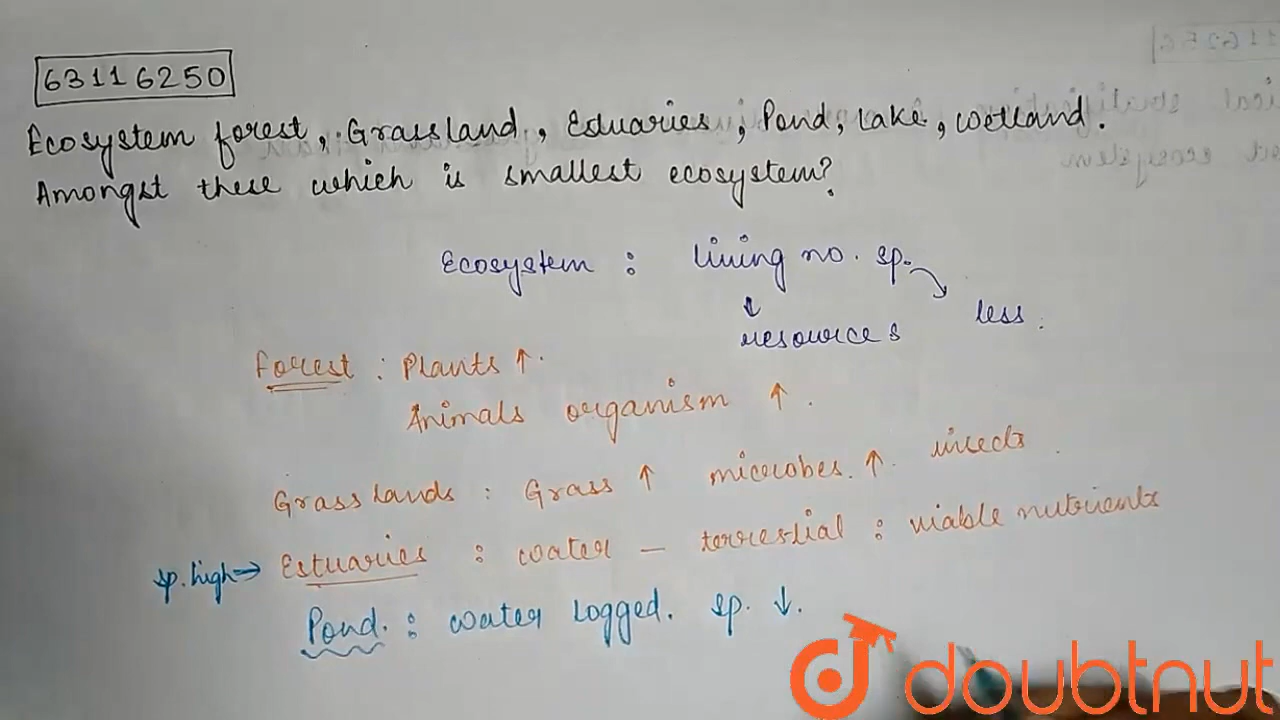 63116250
Ecosystem forest, Grassland, Estuaries, Pond, lake, wetland.
Amongst these which is smallest ecosystem?
Ecosystem : living no. sp.
↓ resources less.
Forest : Plants ↑.
Animals organism ↑.
Grasslands : Grass ↑ microbes. ↑. insects.
sp. high → Estuaries : water - terrestial : viable nutrients
Pond. : water logged. sp. ↓.
doubtnut